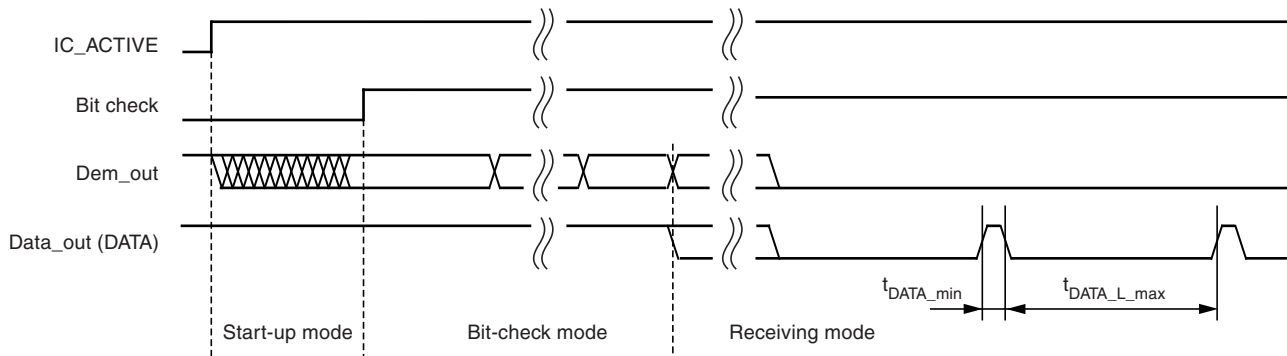 IC_ACTIVE
Bit check
Dem_out
Data_out (DATA)
tDATA_min
tDATA_L_max
Start-up mode
Bit-check mode
Receiving mode